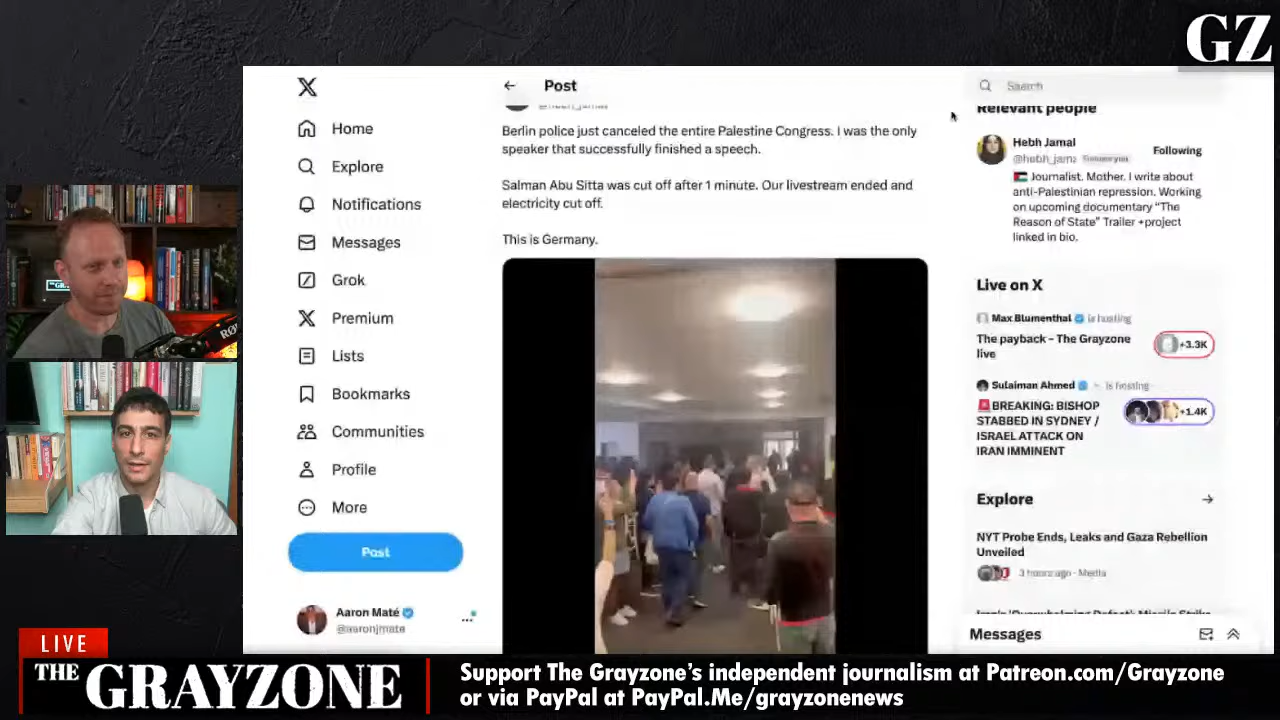 GZ
X
Home
Explore
Notifications
Messages
Grok
Premium
Lists
Bookmarks
Communities
Profile
More
Post
Aaron Maté
@aaronjmate
Post
Berlin police just canceled the entire Palestine Congress. I was the only
speaker that successfully finished a speech.
Salman Abu Sitta was cut off after 1 minute. Our livestream ended and
electricity cut off.
This is Germany.
Search
Relevant people
Hebh Jamal
@hebh_jama
Following
Journalist. Mother. I write about
anti-Palestinian repression. Working
on upcoming documentary “The
Reason of State” Trailer +project
linked in bio.
Live on X
Max Blumenthal is hosting
The payback – The Grayzone
live
+3.3K
Sulaiman Ahmed is hosting
BREAKING: BISHOP
STABBED IN SYDNEY /
ISRAEL ATTACK ON
IRAN IMMINENT
+1.4K
Explore
NYT Probe Ends, Leaks and Gaza Rebellion
Unveiled
3 hours ago · Media
Messages
LIVE
THE GRAYZONE
Support The Grayzone’s independent journalism at Patreon.com/Grayzone
or via PayPal at PayPal.Me/grayzonenews